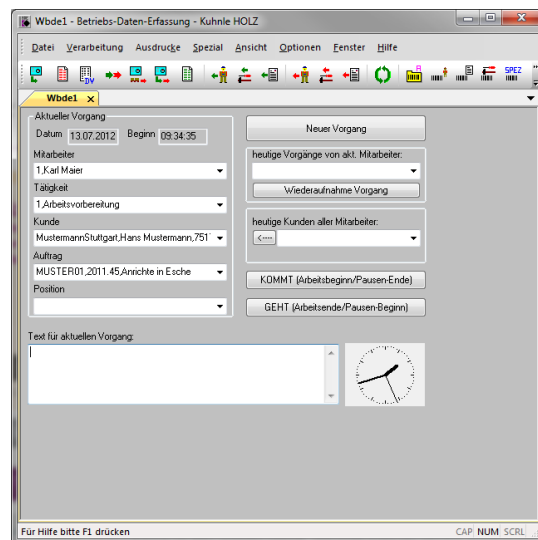 Wbde1 - Betriebs-Daten-Erfassung - Kuhnle HOLZ
Datei Verarbeitung Ausdrucke Spezial Ansicht Optionen Fenster Hilfe
DV SPEZ
Wbde1 x
Aktueller Vorgang
Datum 13.07.2012 Beginn 09:34:35
Mitarbeiter
1,Karl Maier
Tätigkeit
1,Arbeitsvorbereitung
Kunde
MustermannStuttgart,Hans Mustermann,751
Auftrag
MUSTER01,2011.45,Anrichte in Esche
Position
Neuer Vorgang
heutige Vorgänge von akt. Mitarbeiter:
Wiederaufnahme Vorgang
heutige Kunden aller Mitarbeiter:
<----
KOMMT (Arbeitsbeginn/Pausen-Ende)
GEHT (Arbeitsende/Pausen-Beginn)
Text für aktuellen Vorgang:
Für Hilfe bitte F1 drücken
CAP NUM SCRL